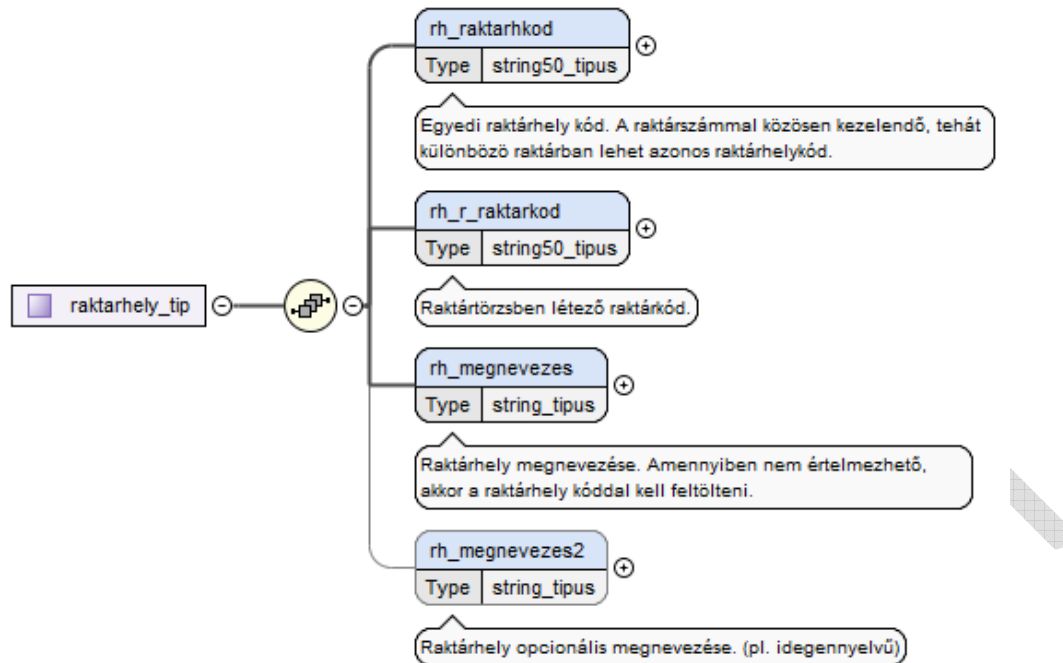 rh_raktarhkod
Type string50_tipus
Egyedi raktárhely kód. A raktárszámmal közösen kezelendő, tehát
különböző raktárban lehet azonos raktárhelykód.
rh_r_raktarkod
Type string50_tipus
raktarhely_tip
Raktártörzsben létező raktárkód.
rh_megnevezes
Type string_tipus
Raktárhely megnevezése. Amennyiben nem értelmezhető,
akkor a raktárhely kóddal kell feltölteni.
rh_megnevezes2
Type string_tipus
Raktárhely opcionális megnevezése. (pl. idegennyelvű)